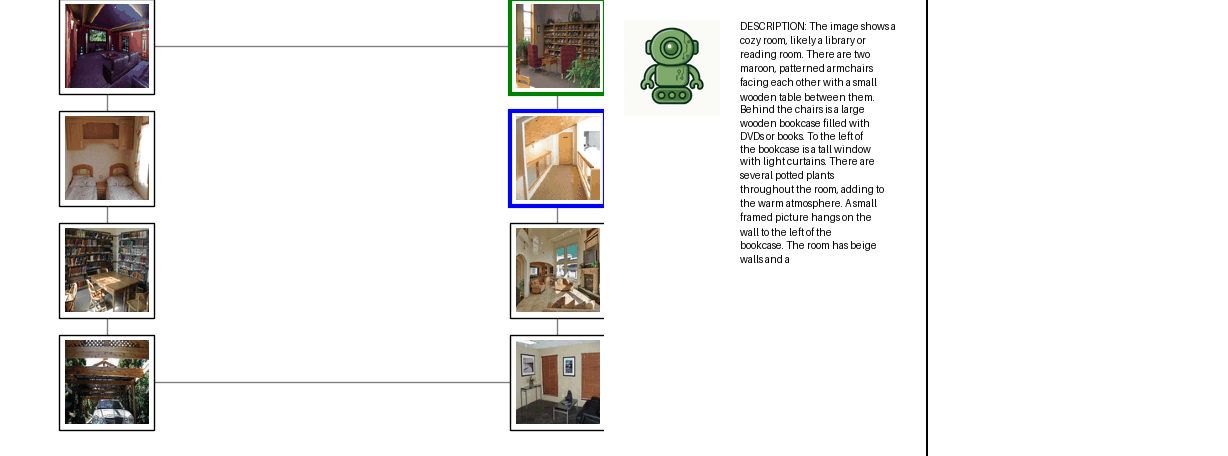 DESCRIPTION: The image shows a
cozy room, likely a library or
reading room. There are two
maroon, patterned armchairs
facing each other with a small
wooden table between them.
Behind the chairs is a large
wooden bookcase filled with
DVDs or books. To the left of
the bookcase is a tall window
with light curtains. There are
several potted plants
throughout the room, adding to
the warm atmosphere. A small
framed picture hangs on the
wall to the left of the
bookcase. The room has beige
walls and a